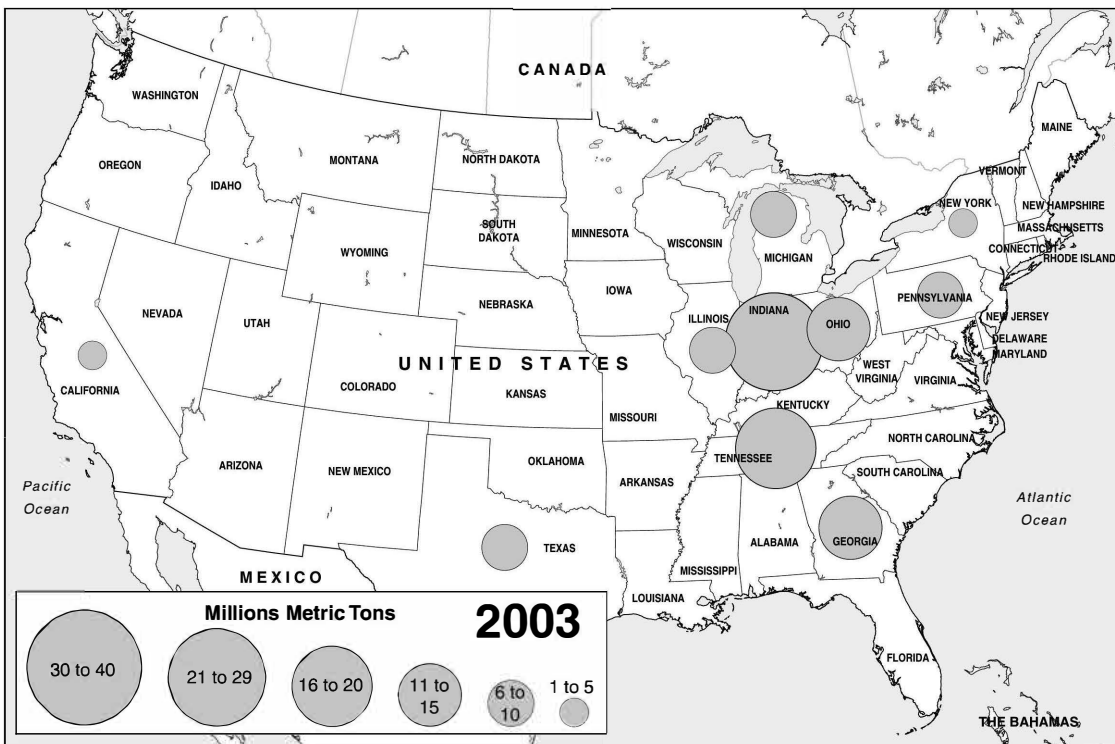 CANADA
WASHINGTON
MAINE
MONTANA
NORTH DAKOTA
OREGON
VERMONT
IDAHO
NEW YORK
NEW HAMPSHIRE
SOUTH
DAKOTA
MINNESOTA
WISCONSIN
MASSACHUSETTS
WYOMING
MICHIGAN
CONNECTICUT
RHODE ISLAND
IOWA
NEBRASKA
PENNSYLVANIA
NEVADA
INDIANA
ILLINOIS
OHIO
NEW JERSEY
UTAH
DELAWARE
MARYLAND
UNITED STATES
WEST
VIRGINIA
VIRGINIA
CALIFORNIA
COLORADO
KANSAS
KENTUCKY
MISSOURI
NORTH CAROLINA
TENNESSEE
OKLAHOMA
ARIZONA
NEW MEXICO
SOUTH CAROLINA
ARKANSAS
Pacific
Ocean
Atlantic
Ocean
TEXAS
ALABAMA
GEORGIA
MISSISSIPPI
MEXICO
LOUISIANA
FLORIDA
THE BAHAMAS
Millions Metric Tons
2003
30 to 40
21 to 29
16 to 20
11 to
15
6 to
10
1 to 5